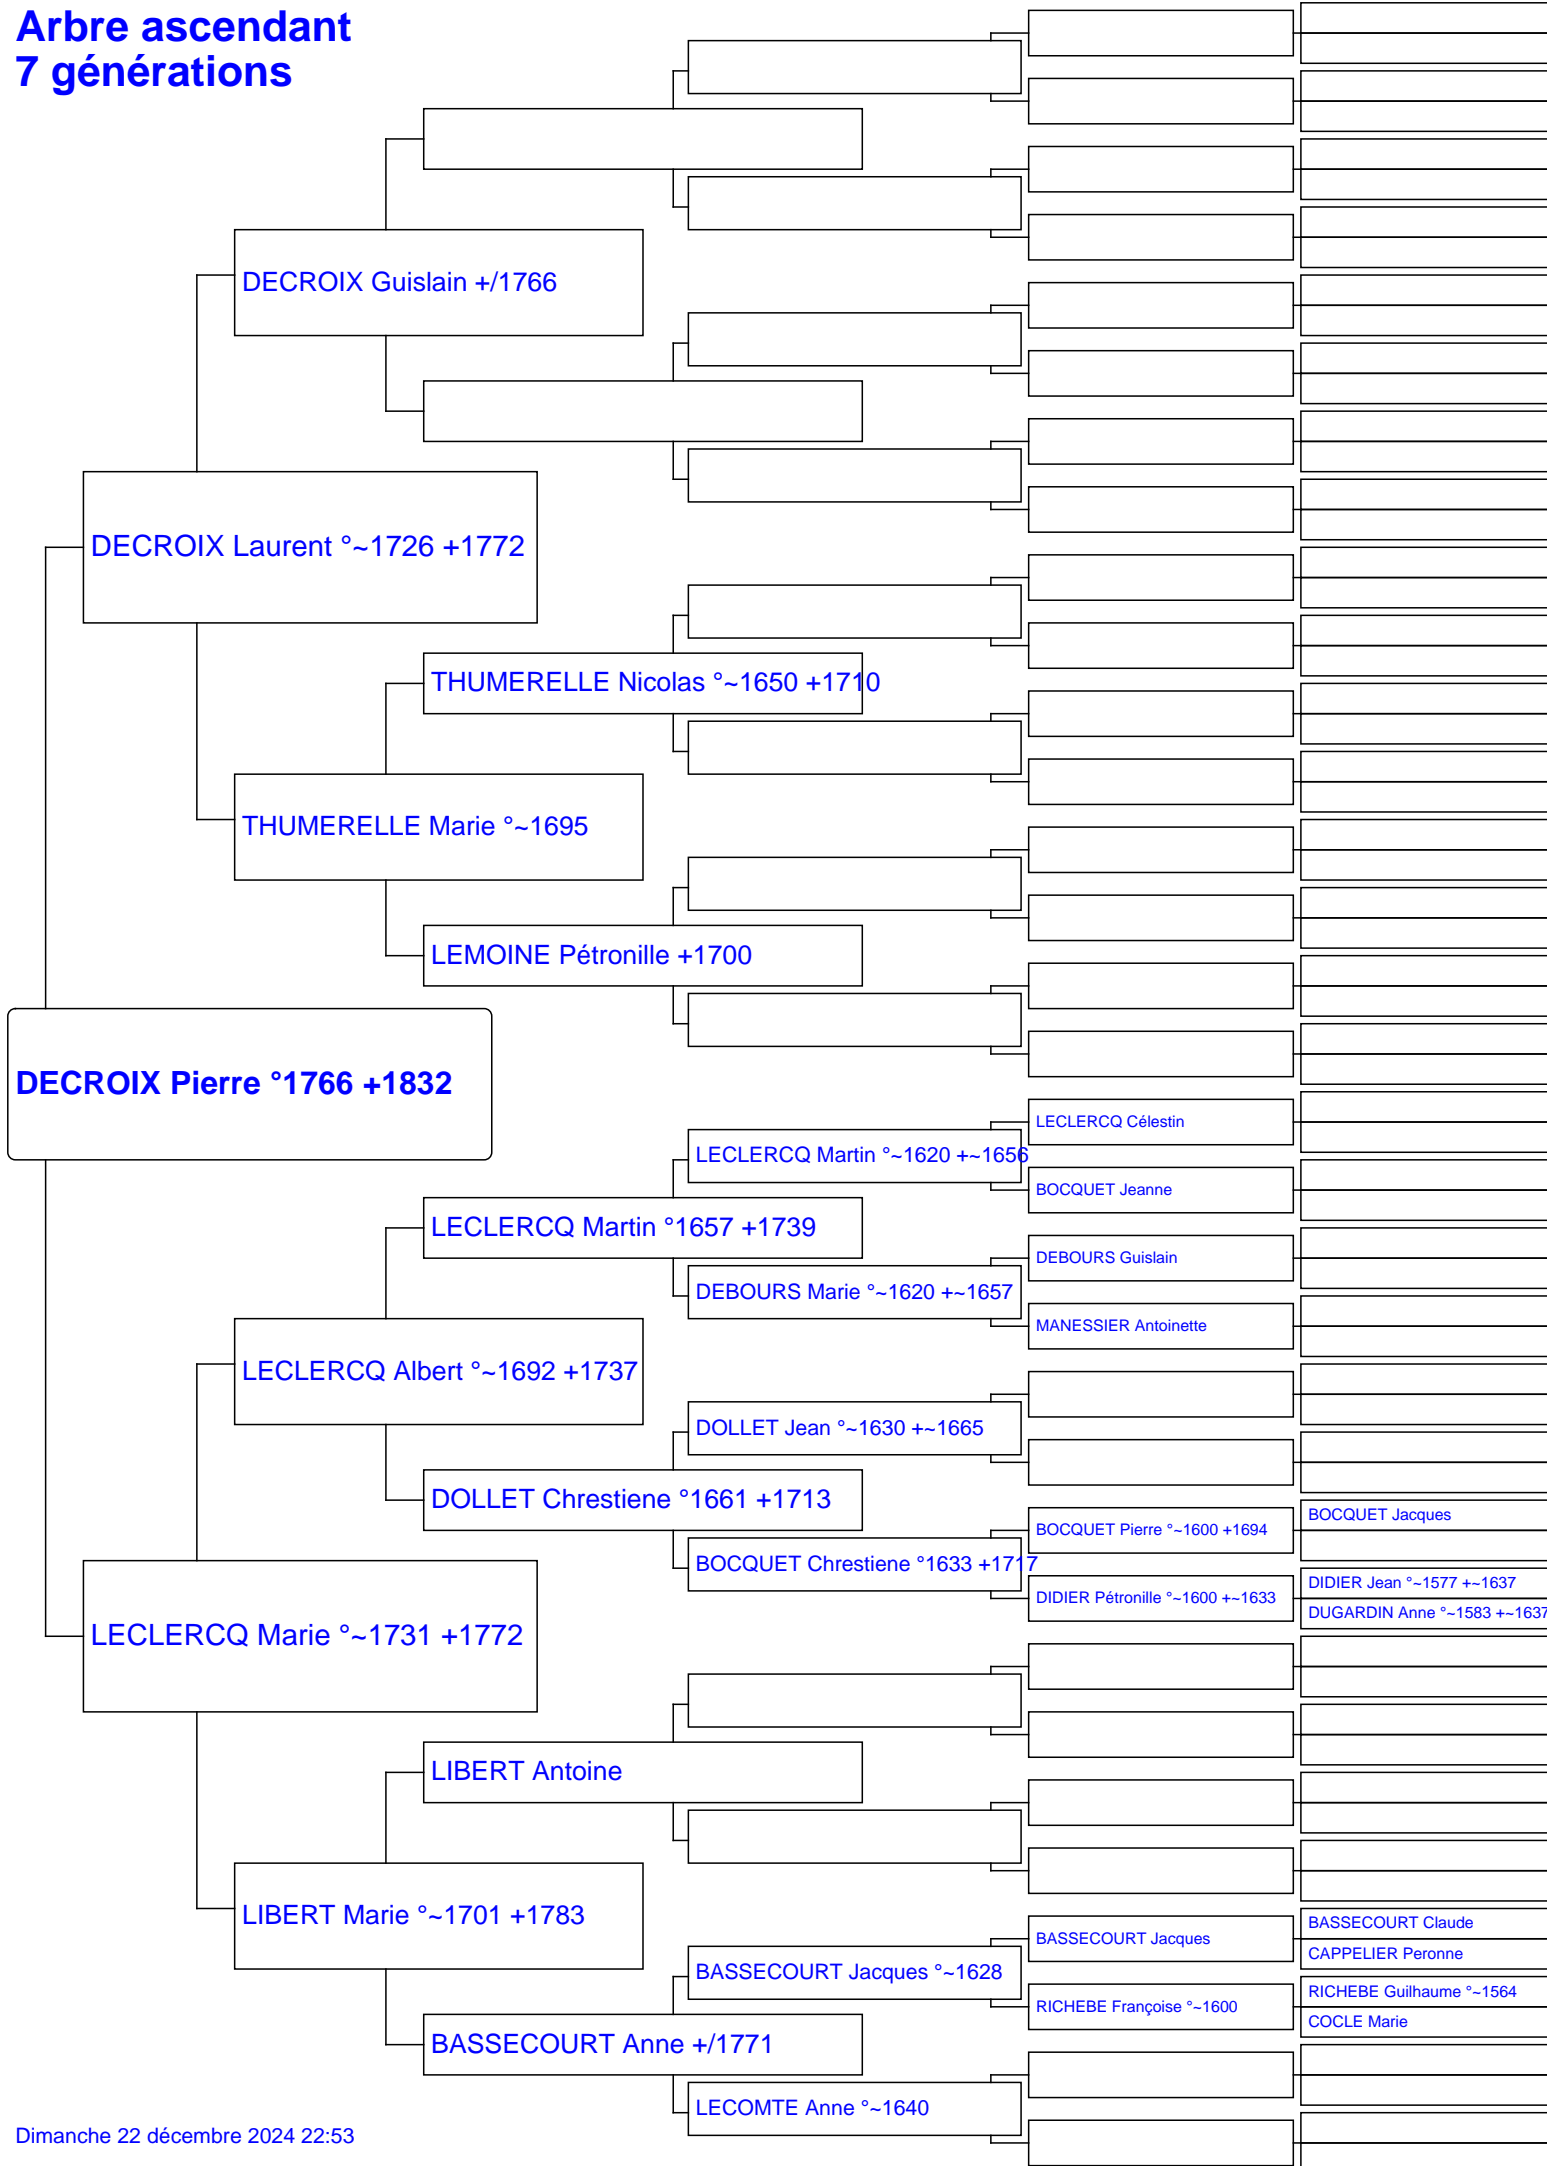 Arbre ascendant
7 générations
DECROIX Guislain +/1766
DECROIX Laurent °~1726 +1772
THUMERELLE Nicolas °~1650 +1710
THUMERELLE Marie °~1695
LEMOINE Pétronille +1700
DECROIX Pierre °1766 +1832
LECLERCQ Célestin
LECLERCQ Martin °~1620 +~1656
BOCQUET Jeanne
LECLERCQ Martin °1657 +1739
DEBOURS Guislain
DEBOURS Marie °~1620 +~1657
MANESSIER Antoinette
LECLERCQ Albert °~1692 +1737
DOLLET Jean °~1630 +~1665
DOLLET Chrestiene °1661 +1713
BOCQUET Jacques
BOCQUET Pierre °~1600 +1694
BOCQUET Chrestiene °1633 +1717
DIDIER Jean °~1577 +~1637
DIDIER Pétronille °~1600 +~1633
DUGARDIN Anne °~1583 +~1637
LECLERCQ Marie °~1731 +1772
LIBERT Antoine
LIBERT Marie °~1701 +1783
BASSECOURT Claude
BASSECOURT Jacques
CAPPELIER Peronne
BASSECOURT Jacques °~1628
RICHEBE Guilhaume °~1564
RICHEBE Françoise °~1600
COCLE Marie
BASSECOURT Anne +/1771
LECOMTE Anne °~1640
Dimanche 22 décembre 2024 22:53